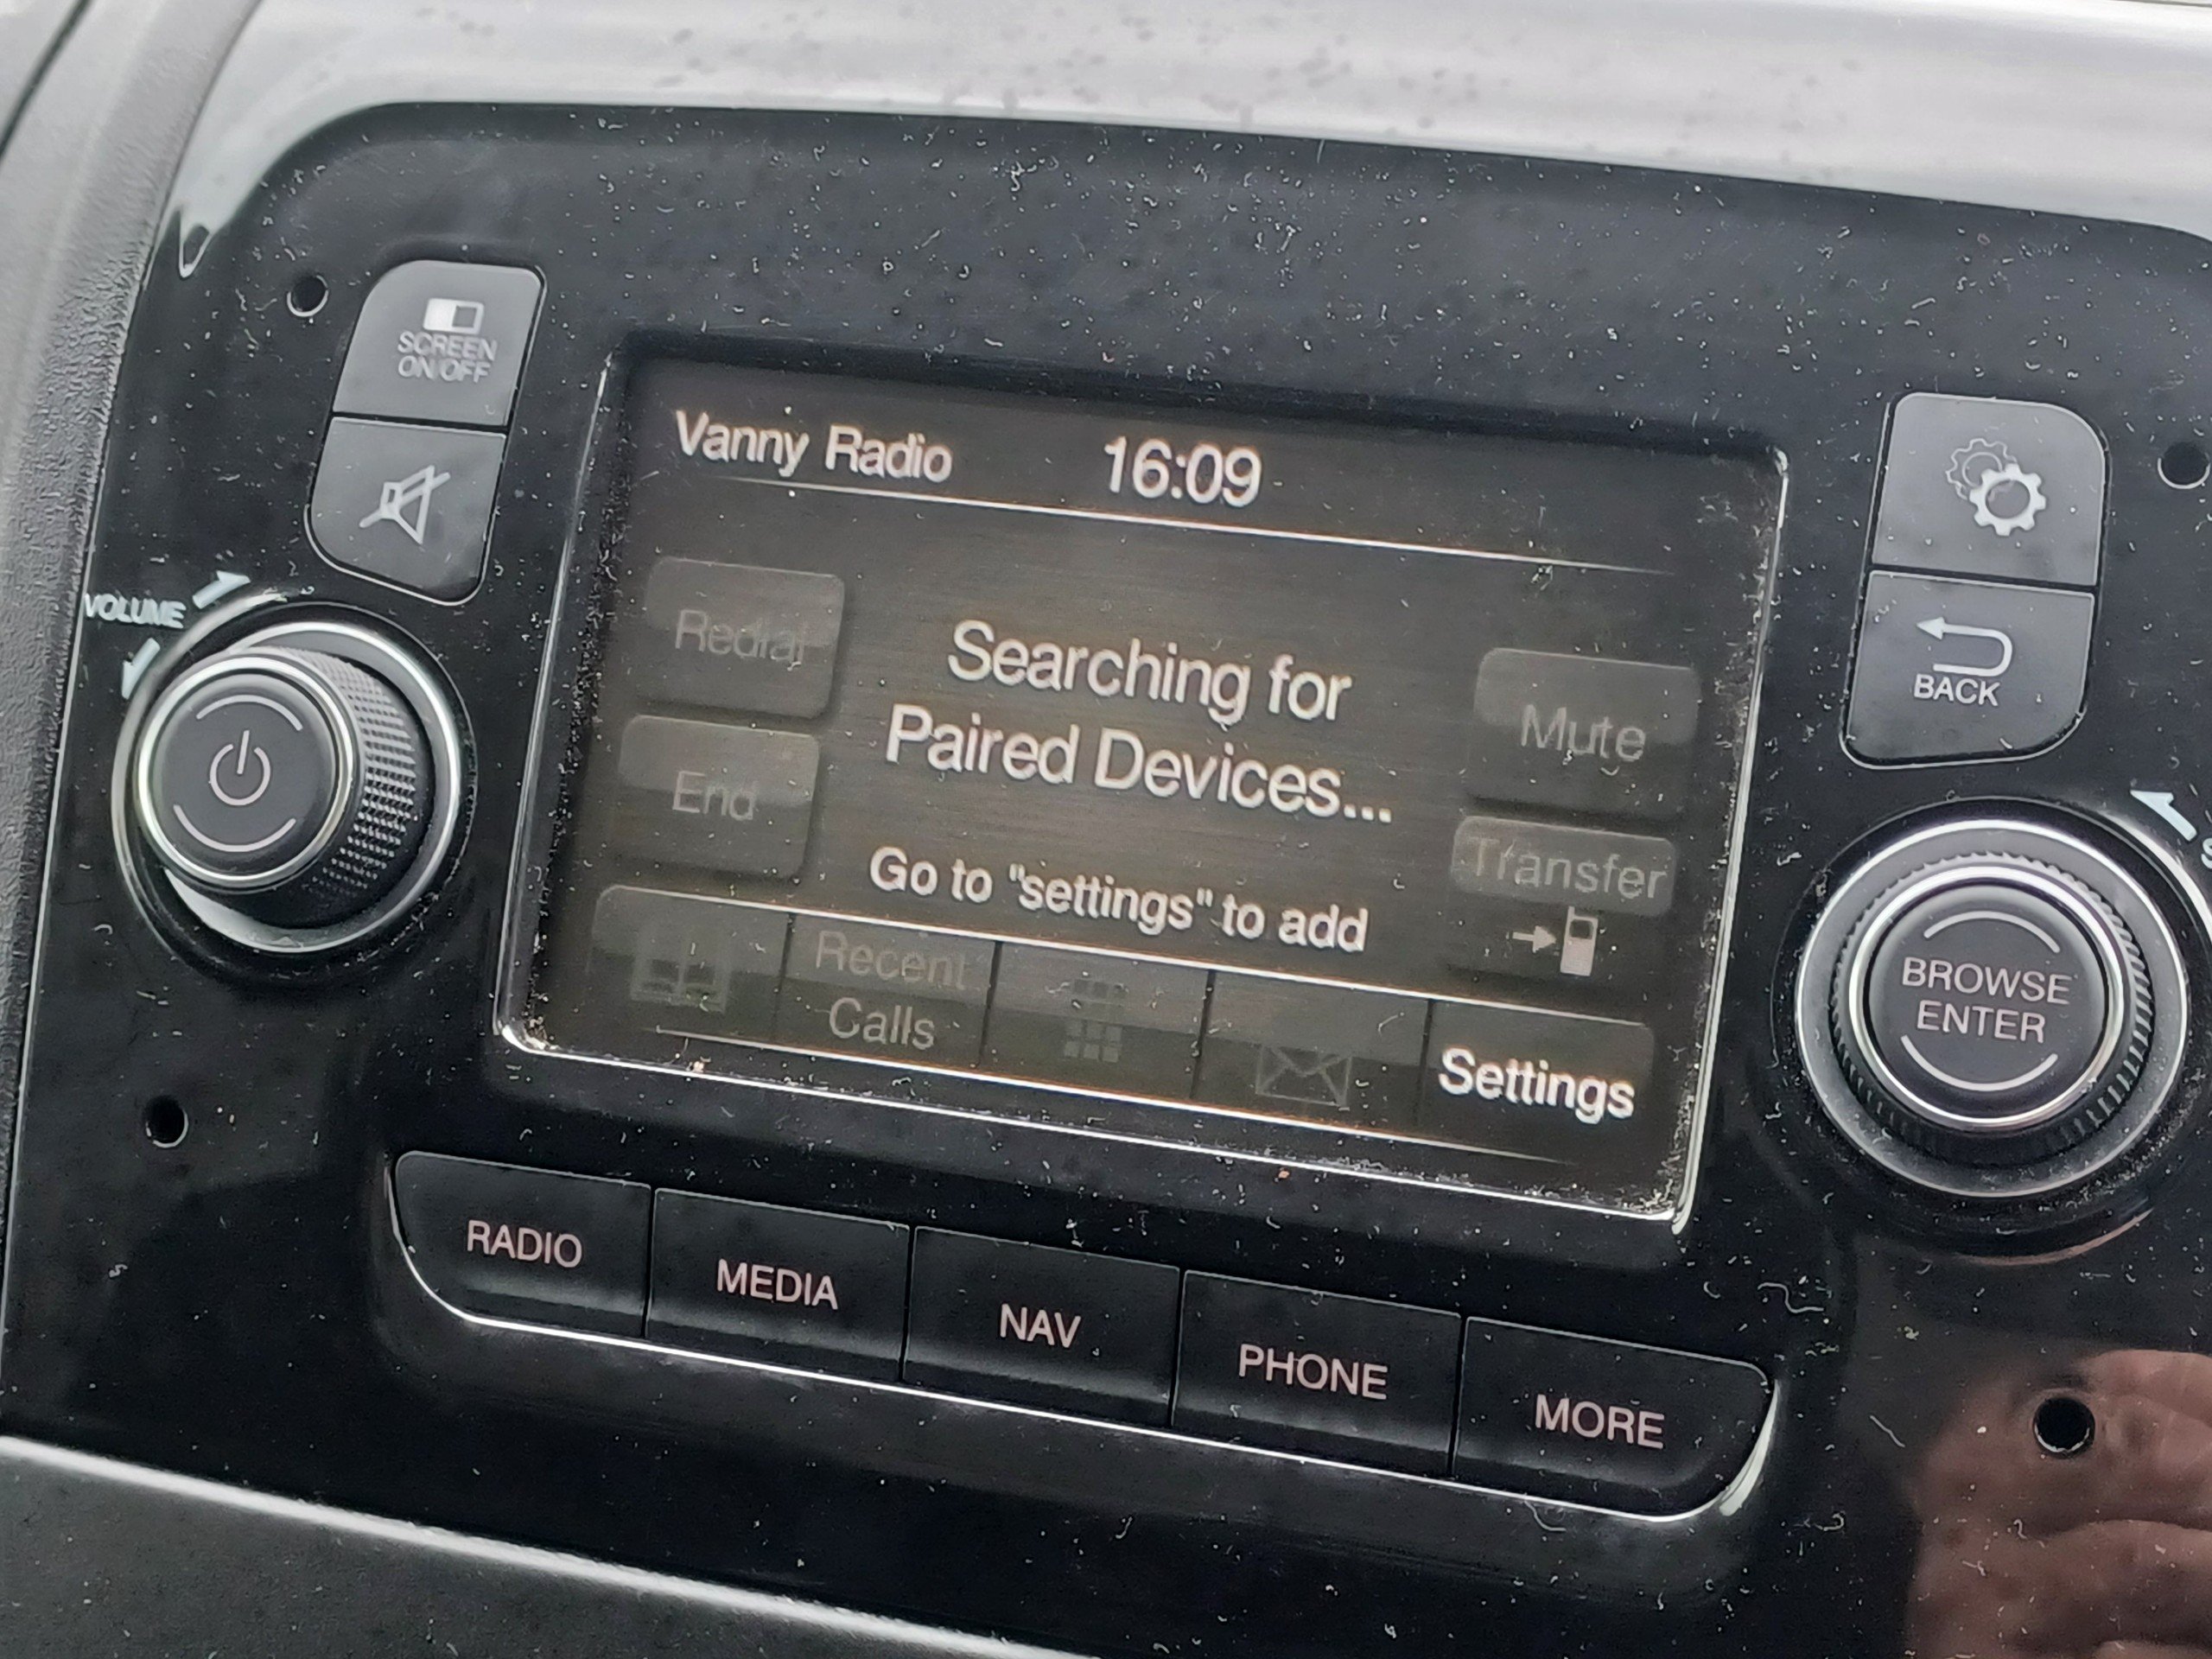 SCREEN
ON/OFF
VOLUME
Vanny Radio 16:09
Redial
Searching for
Paired Devices...
Mute
End
Transfer
Go to "settings" to add
Recent
Calls
Settings
BACK
BROWSE
ENTER
RADIO
MEDIA
NAV
PHONE
MORE